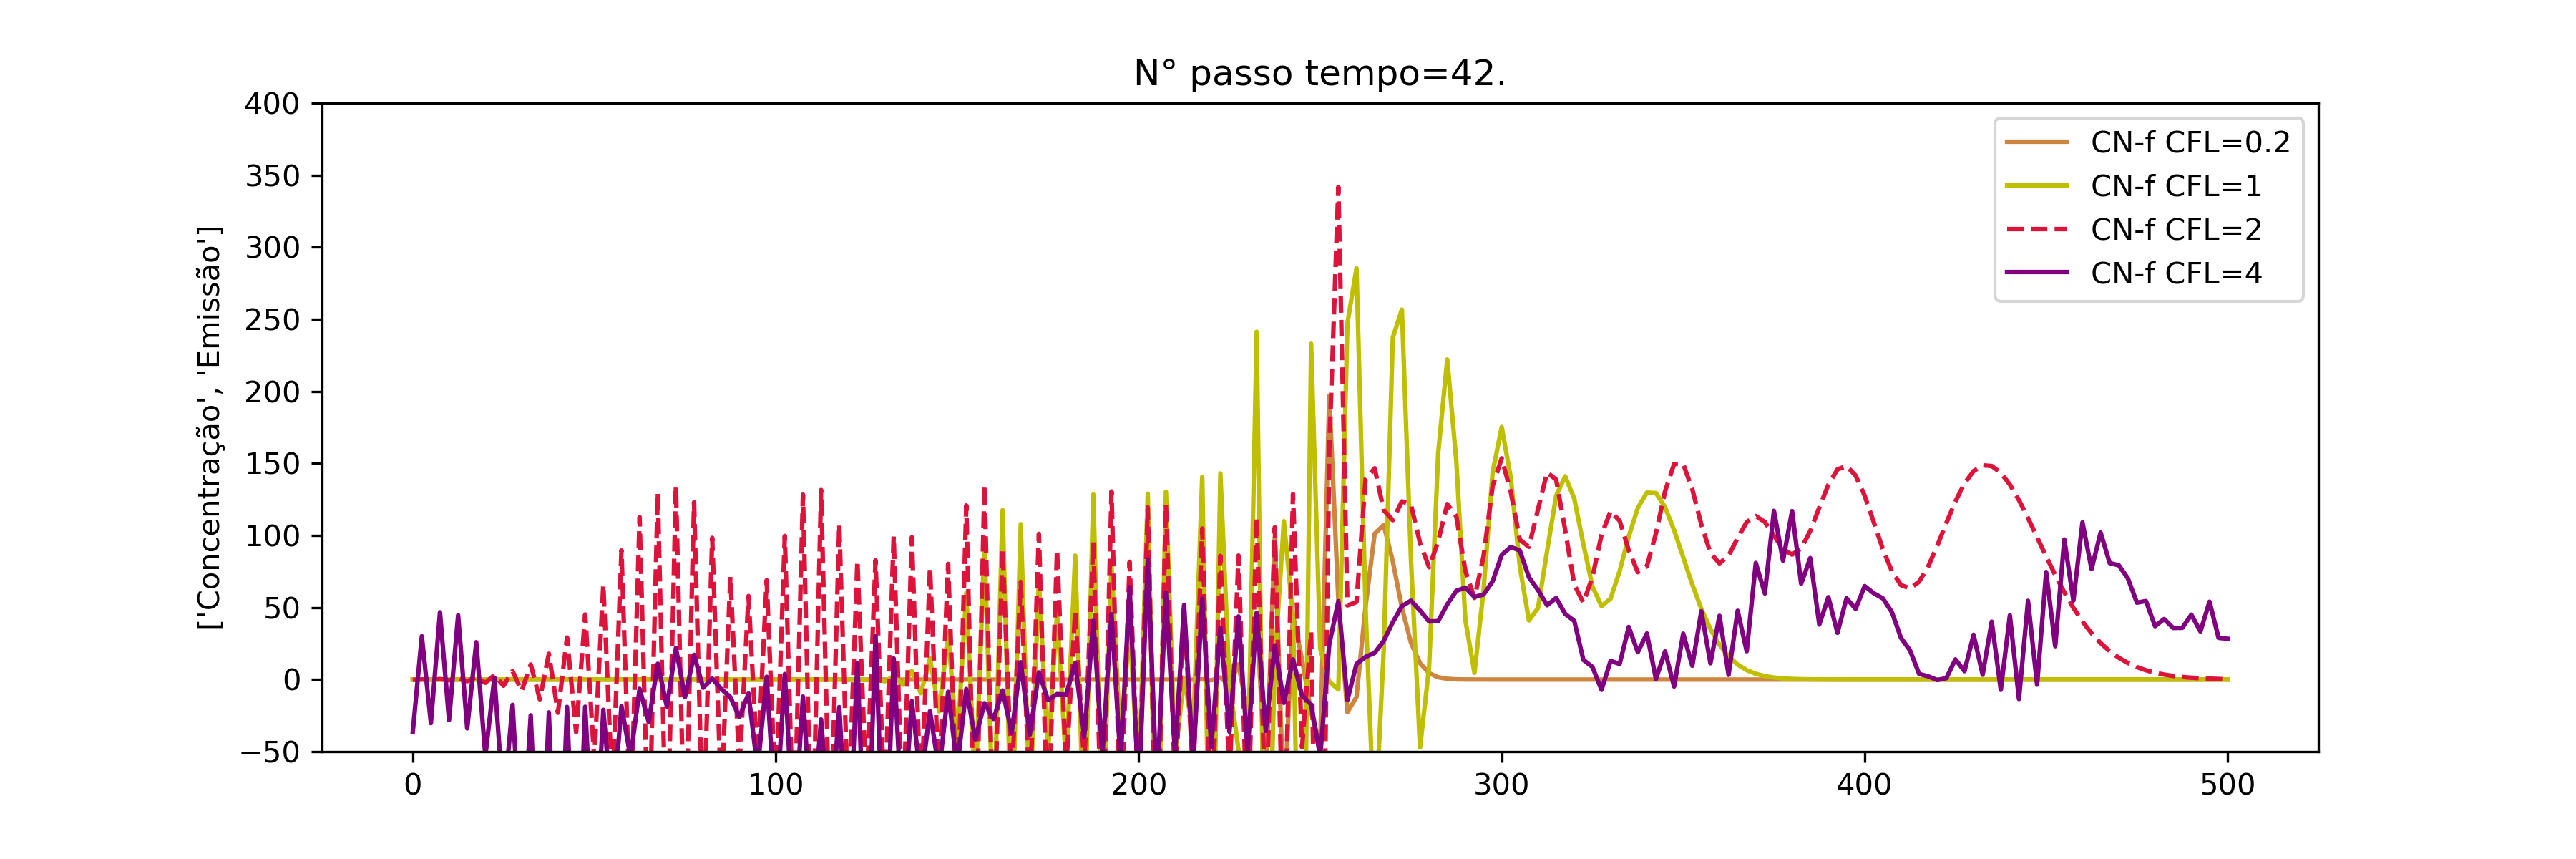 N° passo tempo=42.
['Concentração', 'Emissão']
400
350
300
250
200
150
100
50
0
−50
0 100 200 300 400 500
CN-f CFL=0.2
CN-f CFL=1
CN-f CFL=2
CN-f CFL=4